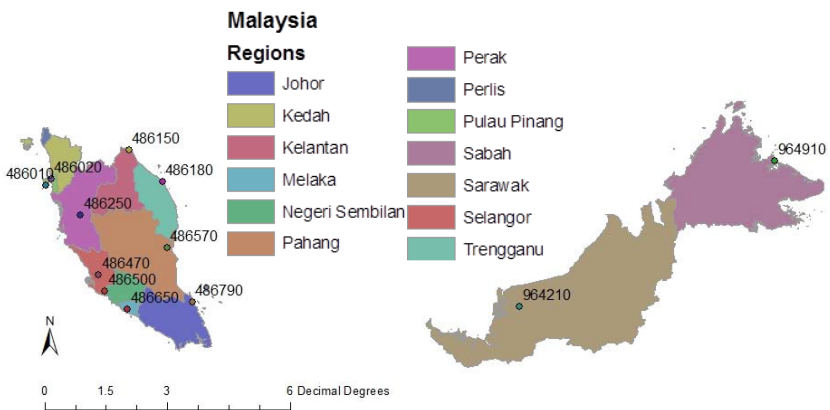 Malaysia
Regions
Johor
Kedah
Kelantan
Melaka
Negeri Sembilan
Pahang
Perak
Perlis
Pulau Pinang
Sabah
Sarawak
Selangor
Trengganu
486150
486020
486010
486180
486250
486570
486470
486500
486650
486790
964910
964210
N
0 1.5 3 6 Decimal Degrees